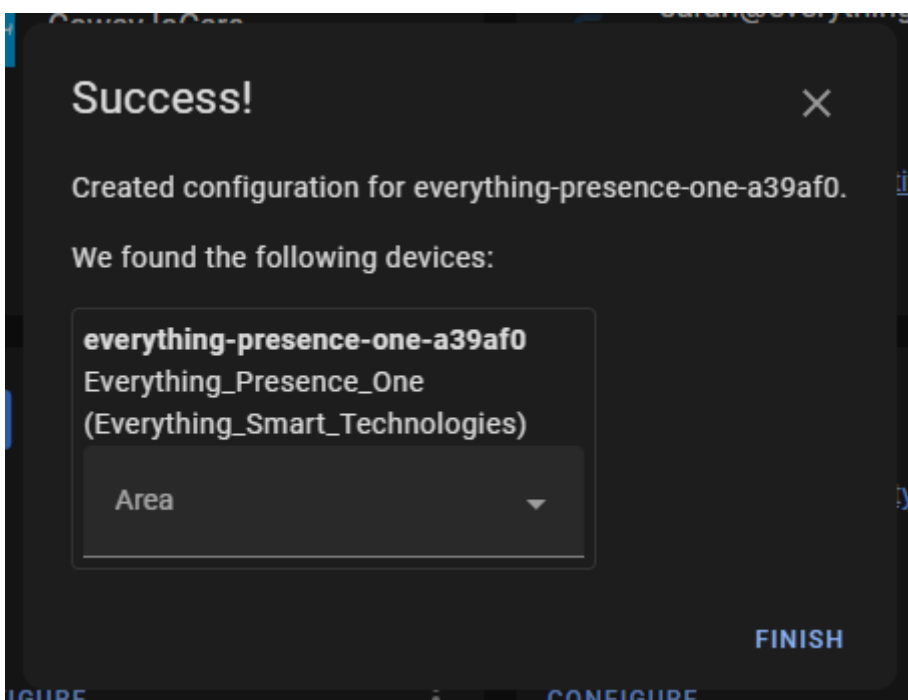 Success!
Created configuration for everything-presence-one-a39af0.
We found the following devices:
everything-presence-one-a39af0
Everything_Presence_One
(Everything_Smart_Technologies)
Area
FINISH
CONFIGURE